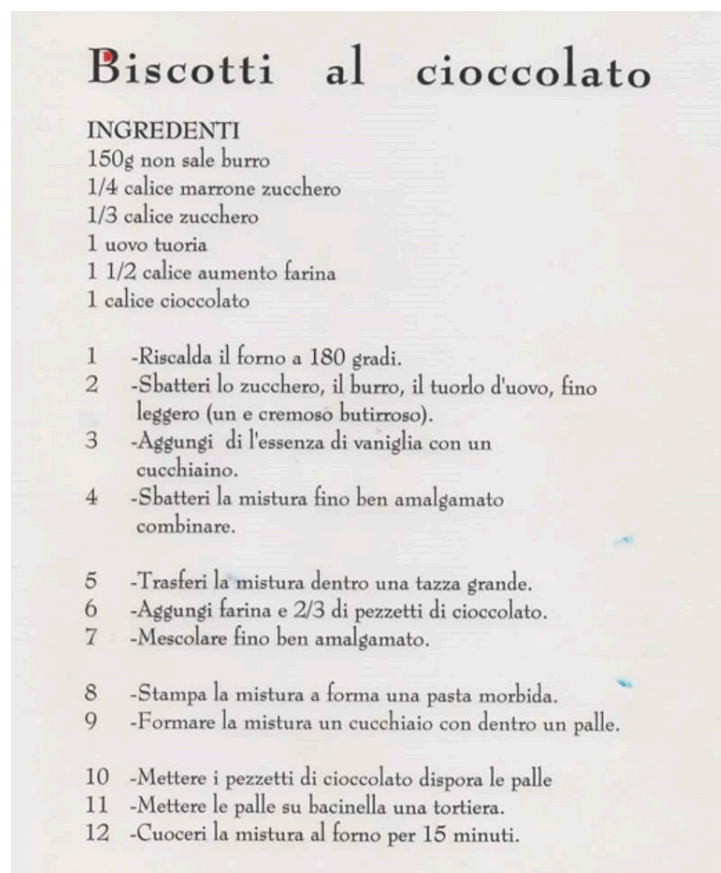 Biscotti al cioccolato
INGREDENTI
150g non sale burro
1/4 calice marrone zucchero
1/3 calice zucchero
1 uovo tuoria
1 1/2 calice aumento farina
1 calice cioccolato
1 -Riscalda il forno a 180 gradi.
2 -Sbatteri lo zucchero, il burro, il tuorlo d'uovo, fino
leggero (un e cremoso butirroso).
3 -Aggungi di l'essenza di vaniglia con un
cucchiaino.
4 -Sbatteri la mistura fino ben amalgamato
combinare.
5 -Trasferi la mistura dentro una tazza grande.
6 -Aggungi farina e 2/3 di pezzetti di cioccolato.
7 -Mescolare fino ben amalgamato.
8 -Stampa la mistura a forma una pasta morbida.
9 -Formare la mistura un cucchiaio con dentro un palle.
10 -Mettere i pezzetti di cioccolato dispora le palle
11 -Mettere le palle su bacinella una tortiera.
12 -Cuoceri la mistura al forno per 15 minuti.